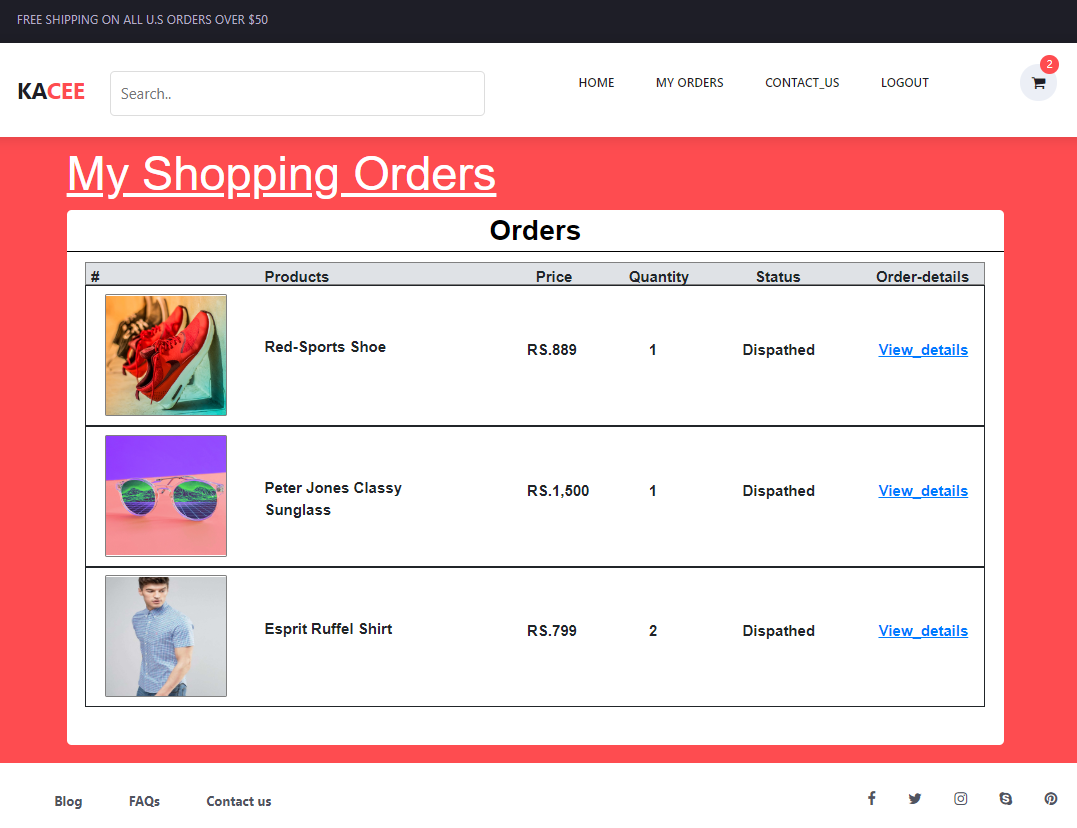 FREE SHIPPING ON ALL U.S ORDERS OVER $50
KACEE
Search..
HOME
MY ORDERS
CONTACT_US
LOGOUT
2
My Shopping Orders
Orders
# Products Price Quantity Status Order-details
Red-Sports Shoe RS.889 1 Dispathed View_details
Peter Jones Classy
Sunglass
RS.1,500 1 Dispathed View_details
Esprit Ruffel Shirt RS.799 2 Dispathed View_details
Blog FAQs Contact us